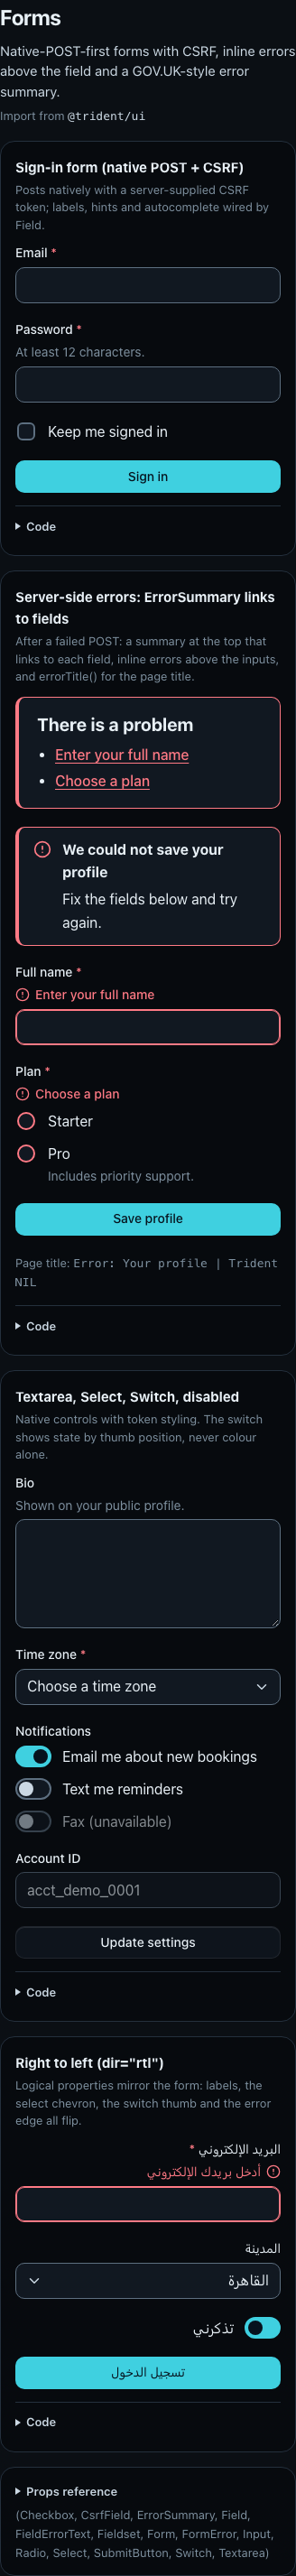 Forms
Native-POST-first forms with CSRF, inline errors
above the field and a GOV.UK-style error
summary.
Import from @trident/ui
Sign-in form (native POST + CSRF)
Posts natively with a server-supplied CSRF
token; labels, hints and autocomplete wired by
Field.
Email *
Password *
At least 12 characters.
Keep me signed in
Sign in
Code
Server-side errors: ErrorSummary links
to fields
After a failed POST: a summary at the top that
links to each field, inline errors above the inputs,
and errorTitle() for the page title.
There is a problem
• Enter your full name
• Choose a plan
We could not save your
profile
Fix the fields below and try
again.
Full name *
Enter your full name
Plan *
Choose a plan
Starter
Pro
Includes priority support.
Save profile
Page title: Error: Your profile | Trident
NIL
Code
Textarea, Select, Switch, disabled
Native controls with token styling. The switch
shows state by thumb position, never colour
alone.
Bio
Shown on your public profile.
Time zone *
Choose a time zone
Notifications
Email me about new bookings
Text me reminders
Fax (unavailable)
Account ID
acct_demo_0001
Update settings
Code
Right to left (dir="rtl")
Logical properties mirror the form: labels, the
select chevron, the switch thumb and the error
edge all flip.
البريد الإلكتروني *
أدخل بريدك الإلكتروني
المدينة
القاهرة
تذكرني
تسجيل الدخول
Code
Props reference
(Checkbox, CsrfField, ErrorSummary, Field,
FieldErrorText, Fieldset, Form, FormError, Input,
Radio, Select, SubmitButton, Switch, Textarea)